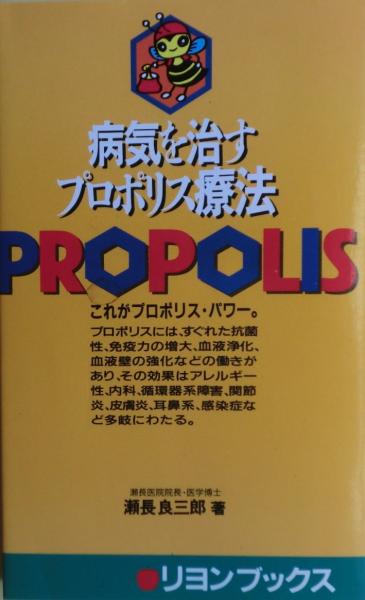 病気を治す
プロポリス療法
PROPOLIS
これがプロポリス・パワー。
プロポリスには、すぐれた抗菌
性、免疫力の増大、血液浄化、
血液壁の強化などの働きか
あり、その効果はアレルギー
性、内科、循環器系障害、関節
炎、皮膚炎、耳鼻系、感染症な
ど多岐にわたる。
瀬長医院院長・医学博士
瀬長良三郎 著
リヨンブックス